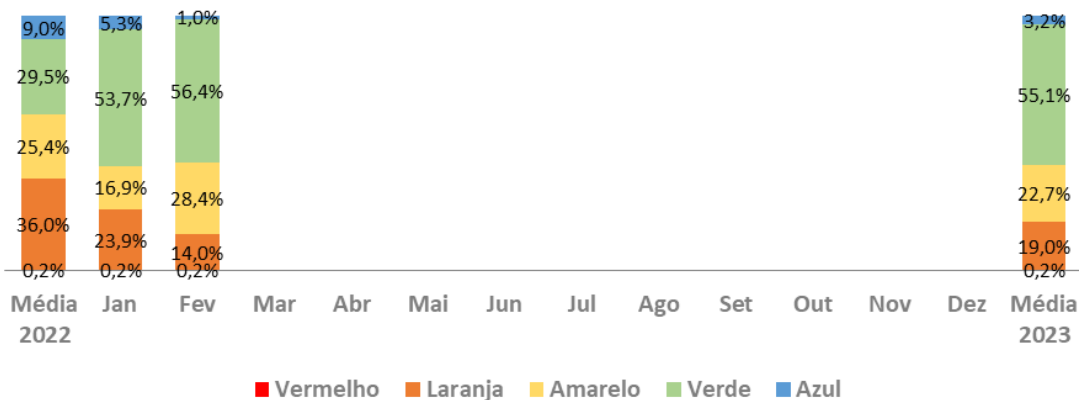 9,0% 5,3% 1,0% 3,2%
29,5% 53,7% 56,4% 55,1%
25,4% 16,9% 28,4% 22,7%
36,0% 23,9% 14,0% 19,0%
0,2% 0,2% 0,2% 0,2%
Média Jan Fev Mar Abr Mai Jun Jul Ago Set Out Nov Dez Média
2022 2023
Vermelho Laranja Amarelo Verde Azul